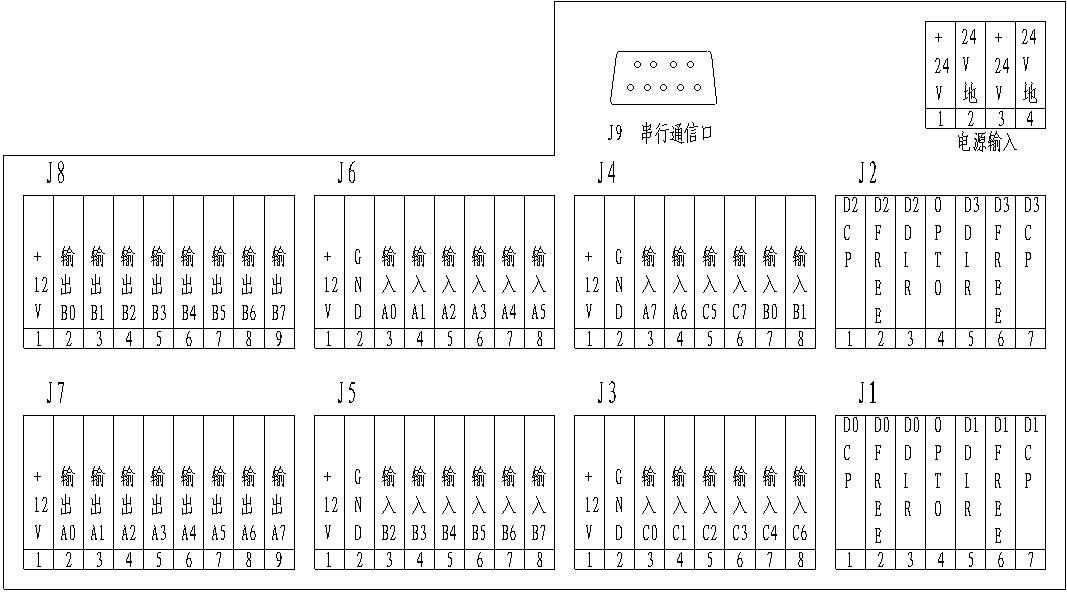 +24V 24V地 +24V 24V地
1 2 3 4
电源输入
J9 串行通信口
J8
+12V 输出B0 输出B1 输出B2 输出B3 输出B4 输出B5 输出B6 输出B7
1 2 3 4 5 6 7 8 9
J6
+12V GND 输入A0 输入A1 输入A2 输入A3 输入A4 输入A5
1 2 3 4 5 6 7 8
J4
+12V GND 输入A7 输入A6 输入C5 输入C7 输入B0 输入B1
1 2 3 4 5 6 7 8
J2
D2CP D2FREE D2DIR OPTO D3DIR D3FREE D3CP
1 2 3 4 5 6 7
J7
+12V 输出A0 输出A1 输出A2 输出A3 输出A4 输出A5 输出A6 输出A7
1 2 3 4 5 6 7 8 9
J5
+12V GND 输入B2 输入B3 输入B4 输入B5 输入B6 输入B7
1 2 3 4 5 6 7 8
J3
+12V GND 输入C0 输入C1 输入C2 输入C3 输入C4 输入C6
1 2 3 4 5 6 7 8
J1
D0CP D0FREE D0DIR OPTO D1DIR D1FREE D1CP
1 2 3 4 5 6 7